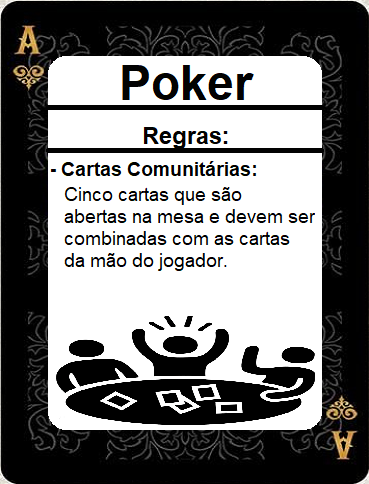 A
Poker
Regras:
- Cartas Comunitárias:
Cinco cartas que são
abertas na mesa e devem ser
combinadas com as cartas
da mão do jogador.
A